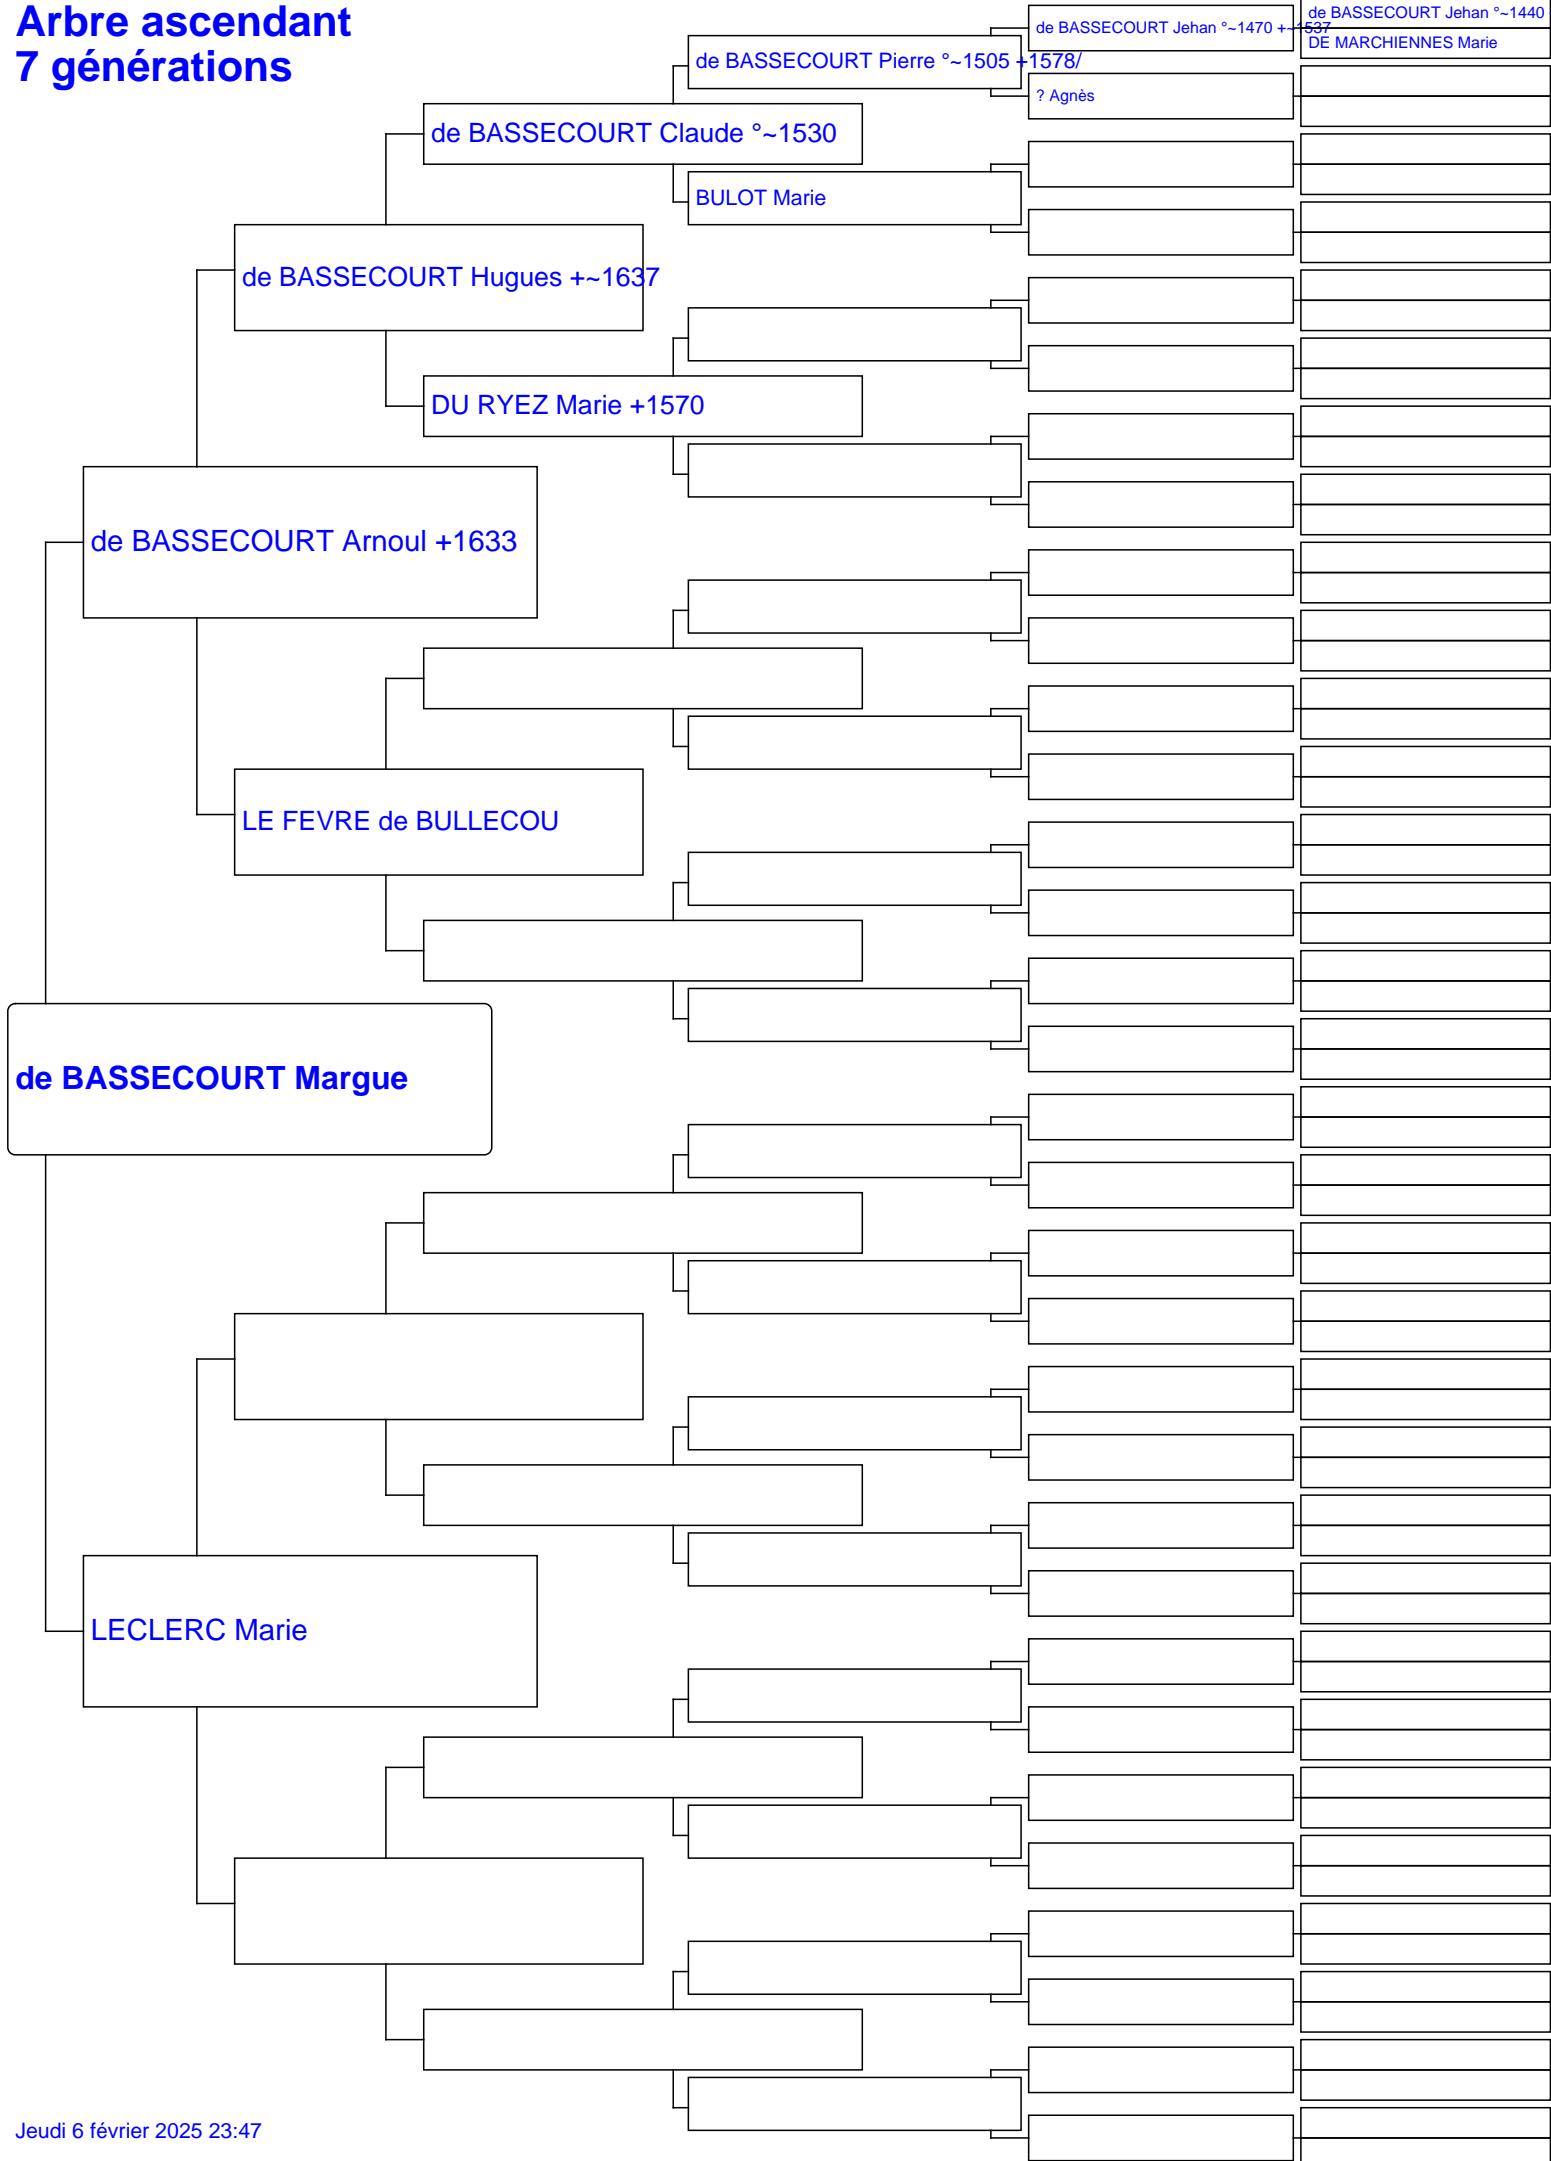 Arbre ascendant
7 générations
de BASSECOURT Jehan °~1440
DE MARCHIENNES Marie
de BASSECOURT Jehan °~1470 +~1537
de BASSECOURT Pierre °~1505 +1578/
? Agnès
de BASSECOURT Claude °~1530
BULOT Marie
de BASSECOURT Hugues +~1637
DU RYEZ Marie +1570
de BASSECOURT Arnoul +1633
LE FEVRE de BULLECOU
de BASSECOURT Margue
LECLERC Marie
Jeudi 6 février 2025 23:47